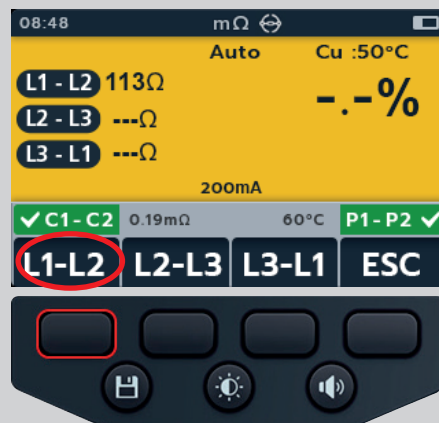 08:48 mΩ
Auto Cu :50°C
L1 - L2 113Ω
-.-%
L2 - L3 ---Ω
L3 - L1 ---Ω
200mA
✓C1-C2 0.19mΩ 60°C P1-P2 ✓
L1-L2 L2-L3 L3-L1 ESC